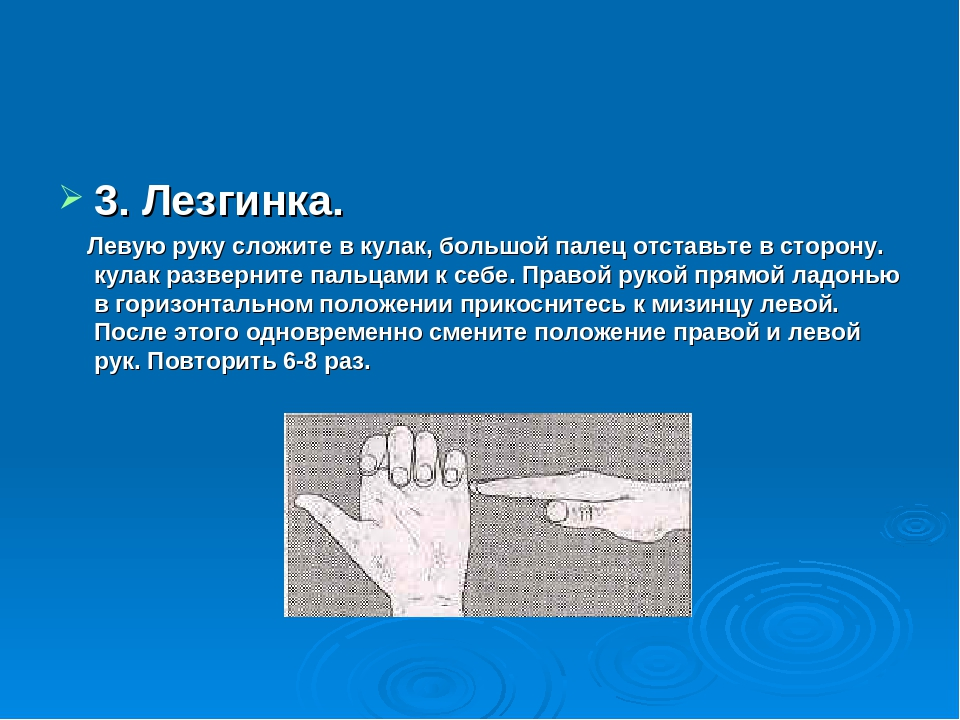 3. Лезгинка.
Левую руку сложите в кулак, большой палец отставьте в сторону.
кулак разверните пальцами к себе. Правой рукой прямой ладонью
в горизонтальном положении прикоснитесь к мизинцу левой.
После этого одновременно смените положение правой и левой
рук. Повторить 6-8 раз.